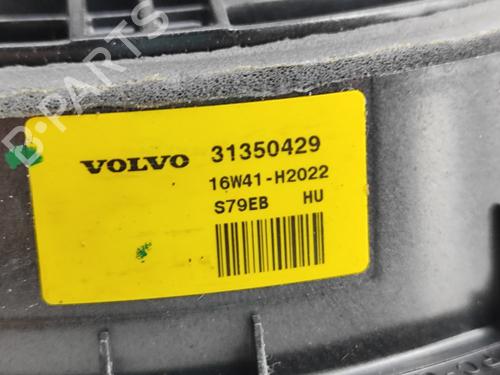 D-PARTS
VOLVO 31350429
16W41-H2022
S79EB HU